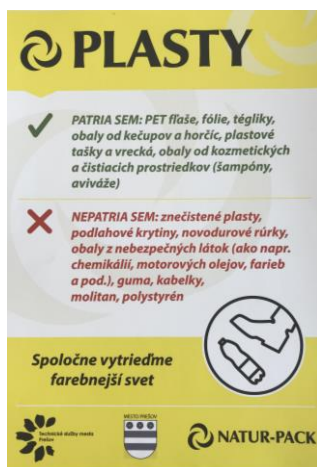 PLASTY
PATRIA SEM: PET fľaše, fólie, tégliky,
obaly od kečupov a horčíc, plastové
tašky a vrecká, obaly od kozmetických
a čistiacich prostriedkov (šampóny,
aviváže)
NEPATRIA SEM: znečistené plasty,
podlahové krytiny, novodurové rúrky,
obaly z nebezpečných látok (ako napr.
chemikálií, motorových olejov, farieb
a pod.), guma, kabelky,
molitan, polystyrén
Spoločne vytrieďme
farebnejší svet
Technické služby mesta
Prešov
MESTO PREŠOV
NATUR-PACK